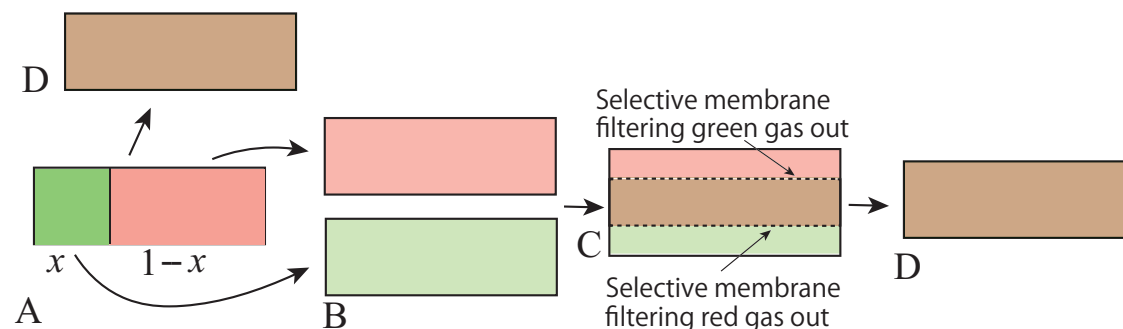 D
x
1−x
A
B
Selective membrane
filtering green gas out
C
Selective membrane
filtering red gas out
D